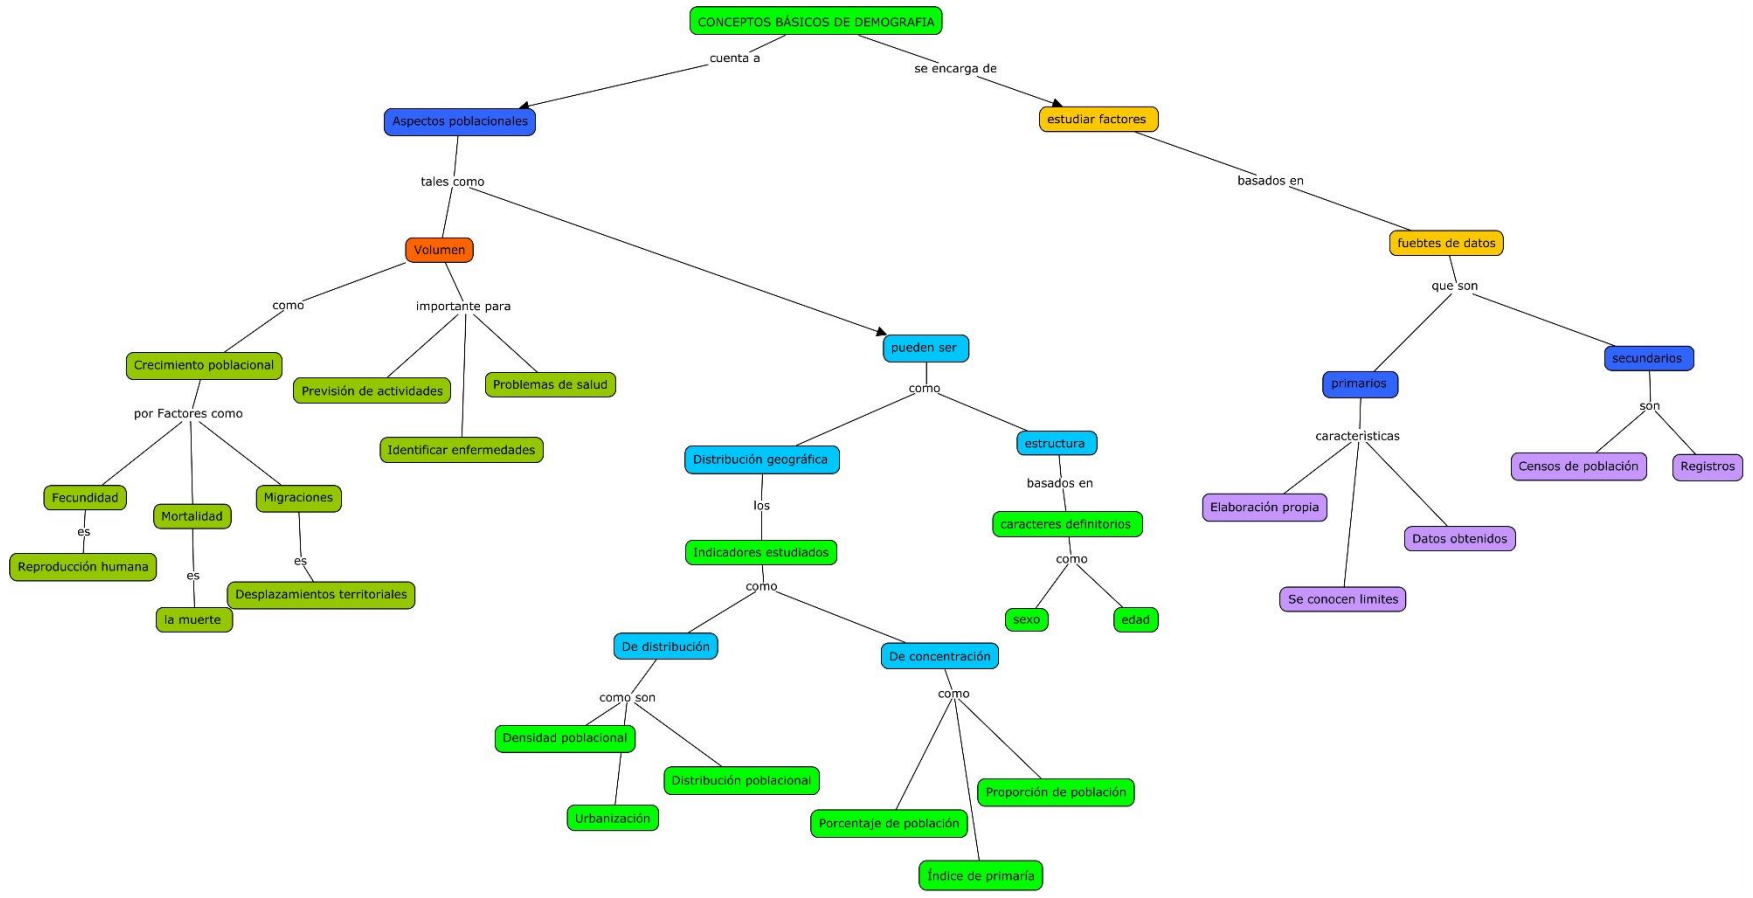 CONCEPTOS BÁSICOS DE DEMOGRAFIA
cuenta a
se encarga de
Aspectos poblacionales
estudiar factores
tales como
basados en
Volumen
fuebtes de datos
como
importante para
que son
pueden ser
Crecimiento poblacional
Previsión de actividades
Problemas de salud
secundarios
primarios
como
por Factores como
son
Identificar enfermedades
Distribución geográfica
estructura
caracteristicas
Censos de población
Registros
Fecundidad
Mortalidad
Migraciones
los
basados en
Elaboración propia
Datos obtenidos
Se conocen limites
es
es
es
Reproducción humana
la muerte
Desplazamientos territoriales
Indicadores estudiados
caracteres definitorios
como
como
sexo
edad
De distribución
De concentración
como son
como
Densidad poblacional
Distribución poblacional
Urbanización
Porcentaje de población
Proporción de población
Índice de primaría